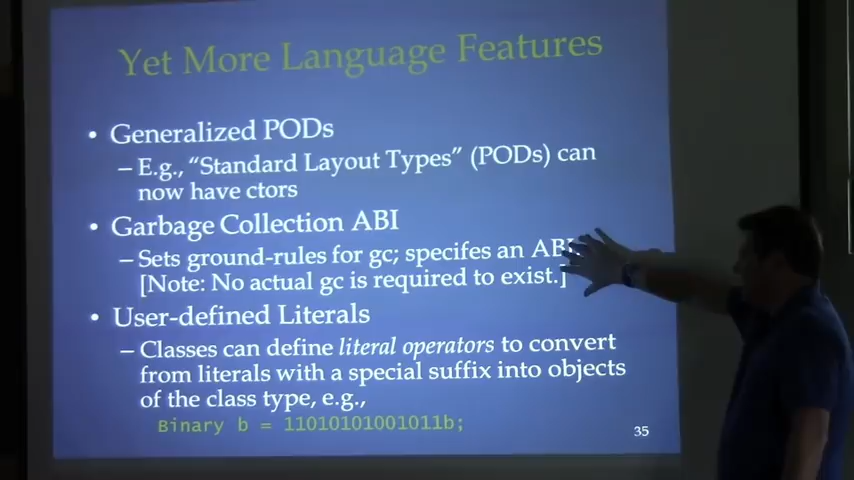 Yet More Language Features
• Generalized PODs
– E.g., “Standard Layout Types” (PODs) can
now have ctors
• Garbage Collection ABI
– Sets ground-rules for gc; specifes an ABI.
[Note: No actual gc is required to exist.]
• User-defined Literals
– Classes can define literal operators to convert
from literals with a special suffix into objects
of the class type, e.g.,
Binary b = 11010101001011b;
35